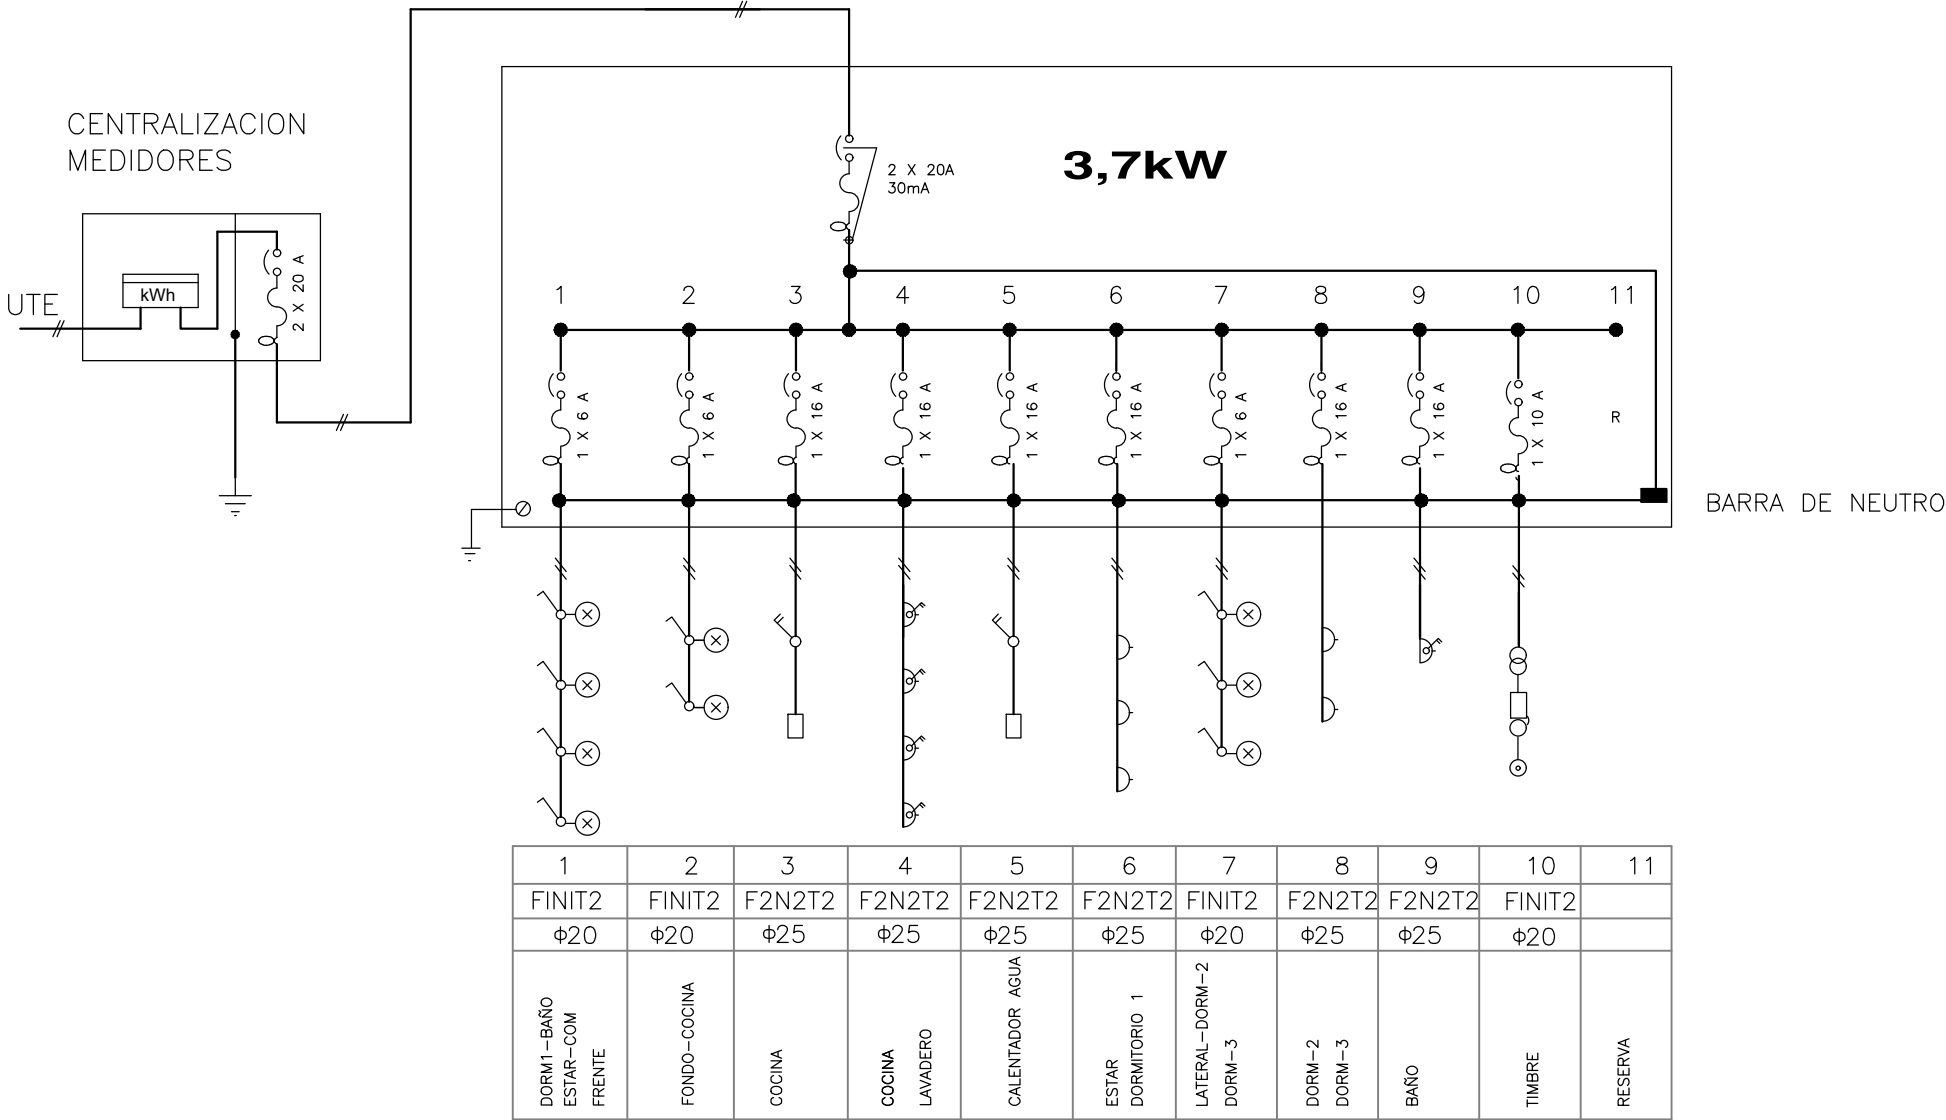 CENTRALIZACION
MEDIDORES
UTE
kWh
2 X 20 A
2 X 20A
30mA
3,7kW
1 2 3 4 5 6 7 8 9 10 11
1 X 6 A
1 X 6 A
1 X 16 A
1 X 16 A
1 X 16 A
1 X 16 A
1 X 6 A
1 X 16 A
1 X 16 A
1 X 10 A
R
BARRA DE NEUTRO
1 2 3 4 5 6 7 8 9 10 11
FINIT2 FINIT2 F2N2T2 F2N2T2 F2N2T2 F2N2T2 FINIT2 F2N2T2 F2N2T2 FINIT2
Φ20 Φ20 Φ25 Φ25 Φ25 Φ25 Φ20 Φ25 Φ25 Φ20
DORM1-BAÑO
ESTAR-COM
FRENTE
FONDO-COCINA
COCINA
COCINA
LAVADERO
CALENTADOR AGUA
ESTAR
DORMITORIO 1
LATERAL-DORM-2
DORM-3
DORM-2
DORM-3
BAÑO
TIMBRE
RESERVA